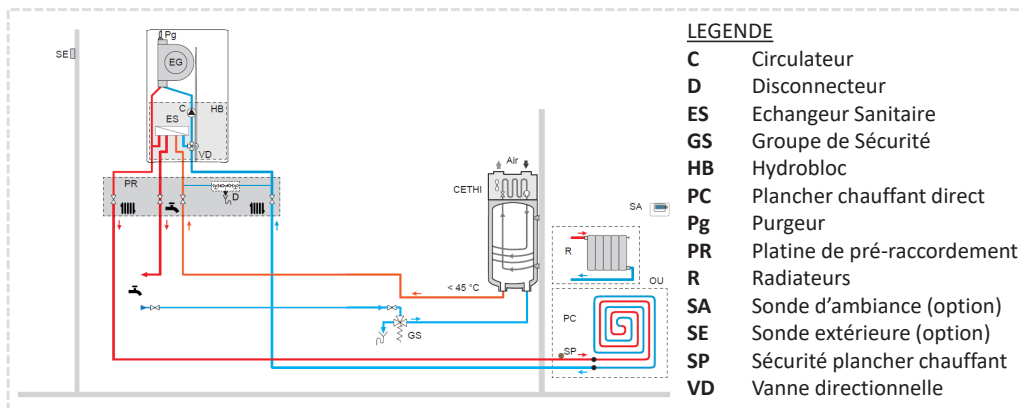 Pg
SE
EG
C
HB
ES
VD
PR
D
Air
CETHI
SA
R
OU
< 45 °C
PC
GS
SP
LEGENDE
C Circulateur
D Disconnecteur
ES Echangeur Sanitaire
GS Groupe de Sécurité
HB Hydrobloc
PC Plancher chauffant direct
Pg Purgeur
PR Platine de pré-raccordement
R Radiateurs
SA Sonde d’ambiance (option)
SE Sonde extérieure (option)
SP Sécurité plancher chauffant
VD Vanne directionnelle